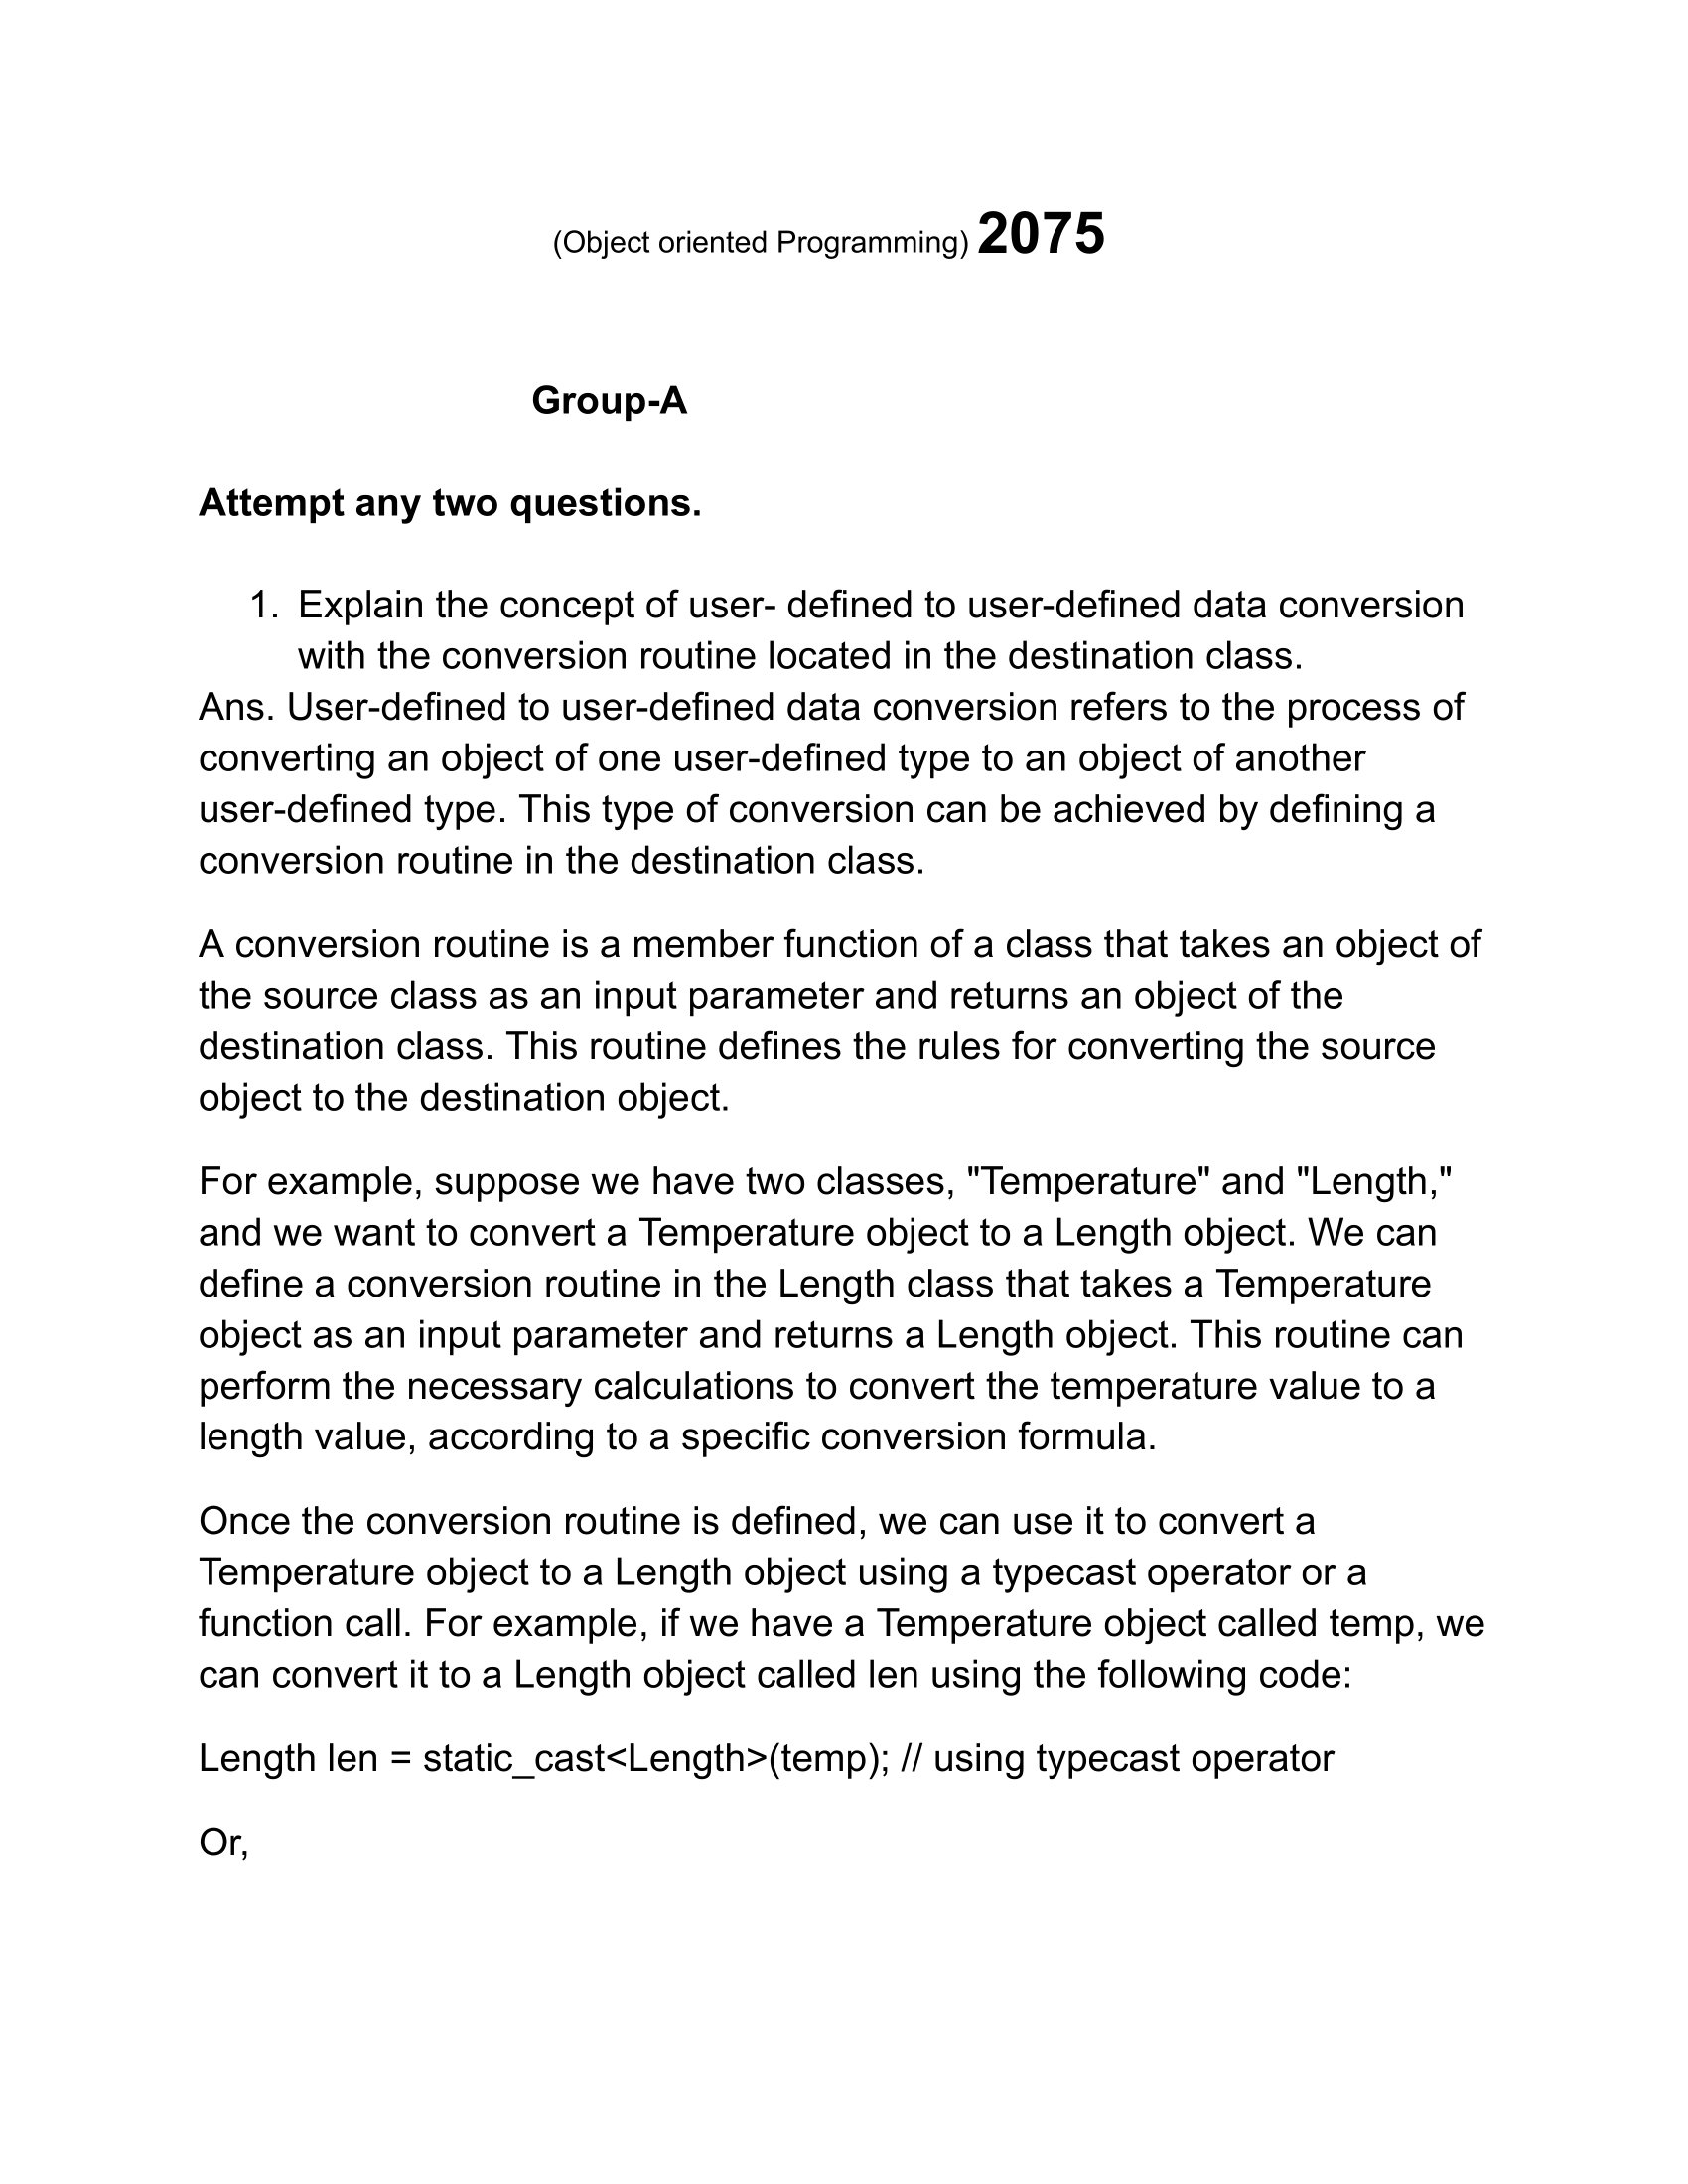 (Object oriented Programming) 2075
Group-A
Attempt any two questions.
1. Explain the concept of user- defined to user-defined data conversion
with the conversion routine located in the destination class.
Ans. User-defined to user-defined data conversion refers to the process of
converting an object of one user-defined type to an object of another
user-defined type. This type of conversion can be achieved by defining a
conversion routine in the destination class.
A conversion routine is a member function of a class that takes an object of
the source class as an input parameter and returns an object of the
destination class. This routine defines the rules for converting the source
object to the destination object.
For example, suppose we have two classes, "Temperature" and "Length,"
and we want to convert a Temperature object to a Length object. We can
define a conversion routine in the Length class that takes a Temperature
object as an input parameter and returns a Length object. This routine can
perform the necessary calculations to convert the temperature value to a
length value, according to a specific conversion formula.
Once the conversion routine is defined, we can use it to convert a
Temperature object to a Length object using a typecast operator or a
function call. For example, if we have a Temperature object called temp, we
can convert it to a Length object called len using the following code:
Length len = static_cast<Length>(temp); // using typecast operator
Or,